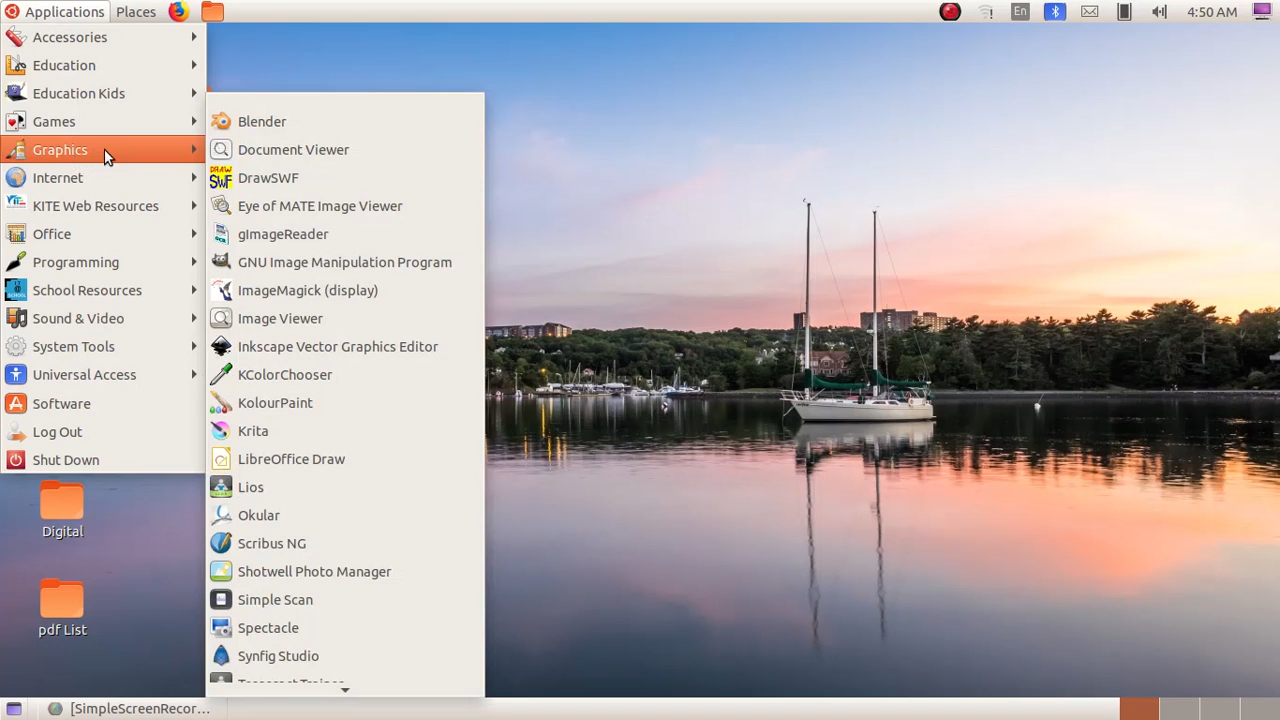 Applications Places En 4:50 AM
Accessories
Education
Education Kids
Games
Graphics
Internet
KITE Web Resources
Office
Programming
School Resources
Sound & Video
System Tools
Universal Access
Software
Log Out
Shut Down
Blender
Document Viewer
DRAW SWF DrawSWF
Eye of MATE Image Viewer
gImageReader
GNU Image Manipulation Program
ImageMagick (display)
Image Viewer
Inkscape Vector Graphics Editor
KColorChooser
KolourPaint
Krita
LibreOffice Draw
Lios
Okular
Scribus NG
Shotwell Photo Manager
Simple Scan
Spectacle
Synfig Studio
Digital
pdf List
[SimpleScreenRecor...